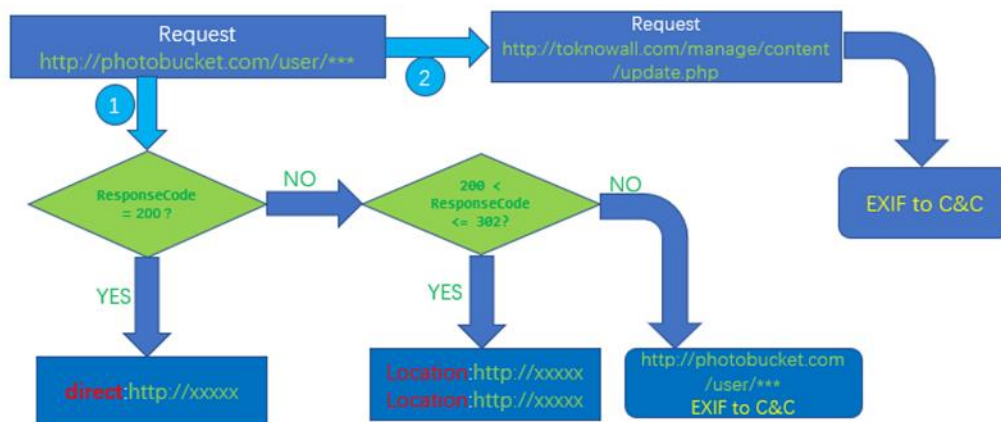 Request
http://photobucket.com/user/***
Request
http://toknowall.com/manage/content
/update.php
1
2
ResponseCode
= 200?
NO
200 <
ResponseCode
<= 302?
NO
EXIF to C&C
YES
YES
direct:http://xxxxx
Location:http://xxxxx
Location:http://xxxxx
http://photobucket.com
/user/***
EXIF to C&C